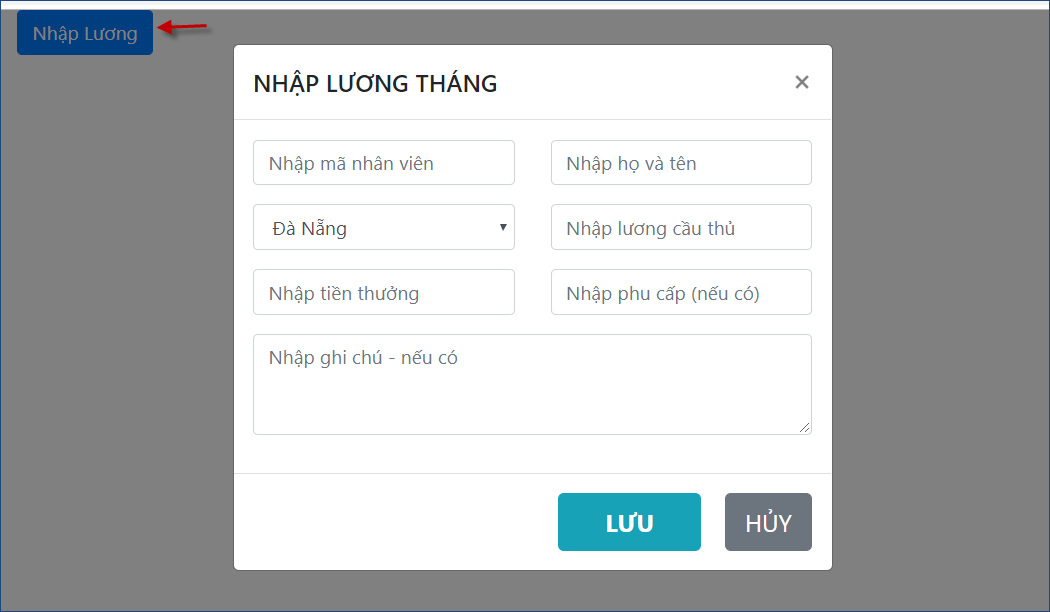 Nhập Lương
NHẬP LƯƠNG THÁNG
×
Nhập mã nhân viên
Nhập họ và tên
Đà Nẵng
Nhập lương cầu thủ
Nhập tiền thưởng
Nhập phu cấp (nếu có)
Nhập ghi chú - nếu có
LƯU
HỦY